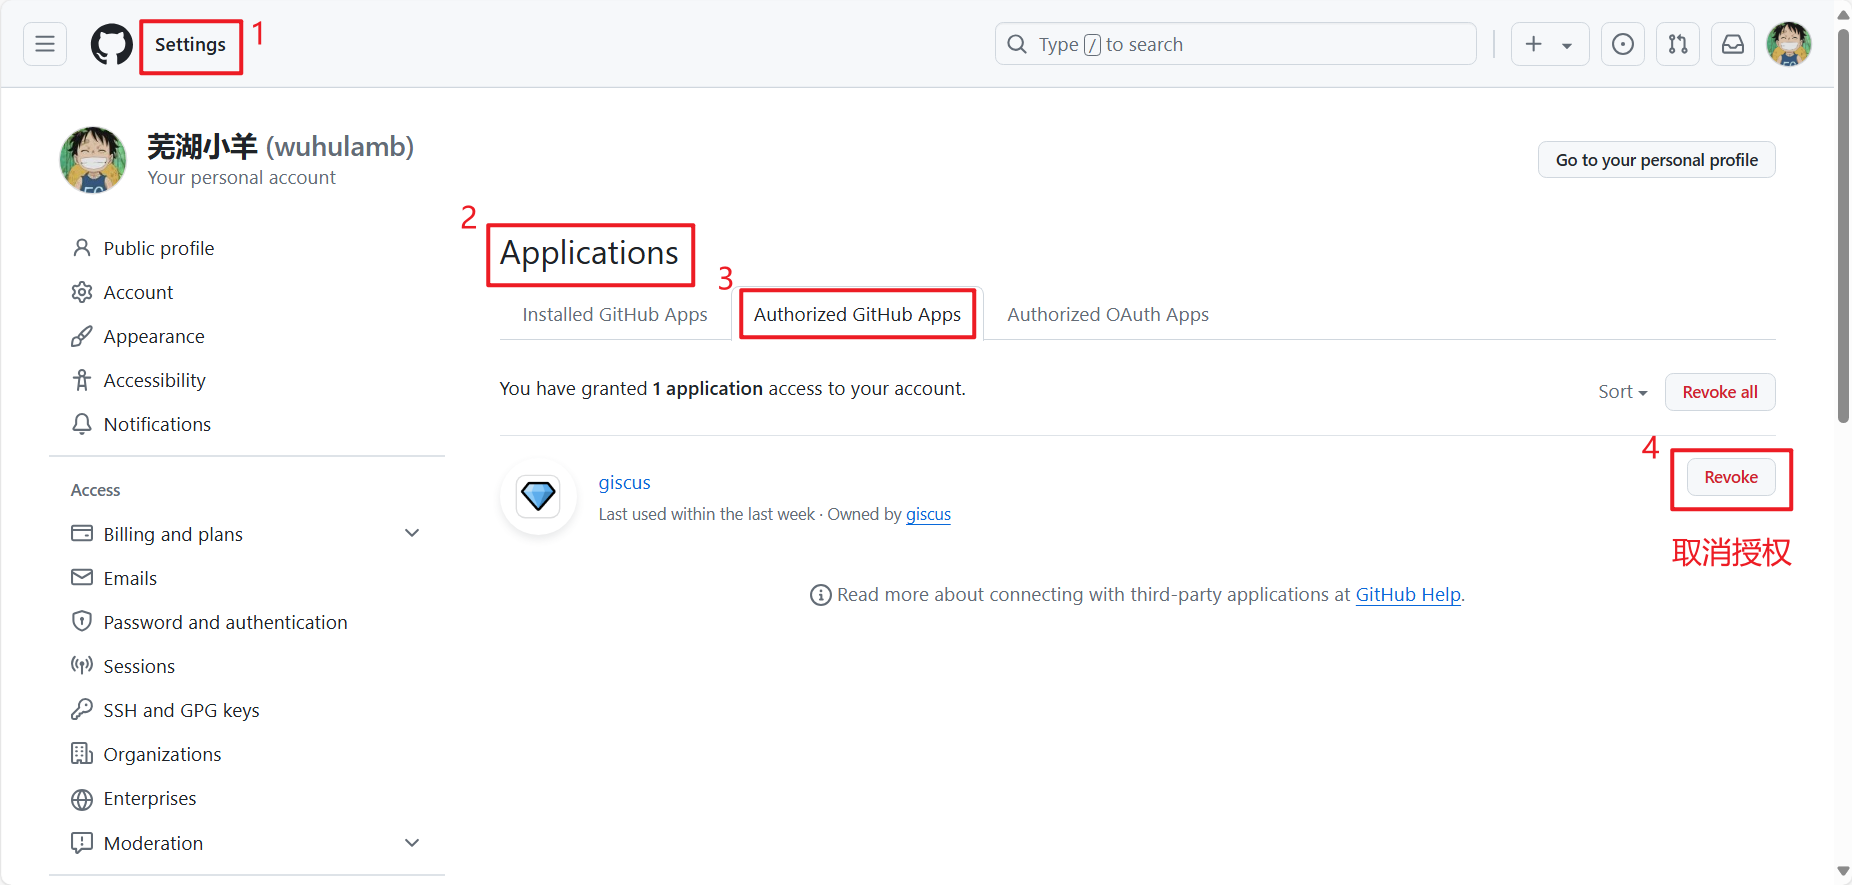 Settings
1
Type / to search
芜湖小羊 (wuhulamb)
Your personal account
Go to your personal profile
Public profile
Account
Appearance
Accessibility
Notifications
Access
Billing and plans
Emails
Password and authentication
Sessions
SSH and GPG keys
Organizations
Enterprises
Moderation
2
Applications
3
Installed GitHub Apps
Authorized GitHub Apps
Authorized OAuth Apps
You have granted 1 application access to your account.
Sort
Revoke all
4
giscus
Revoke
Last used within the last week · Owned by giscus
取消授权
Read more about connecting with third-party applications at GitHub Help.